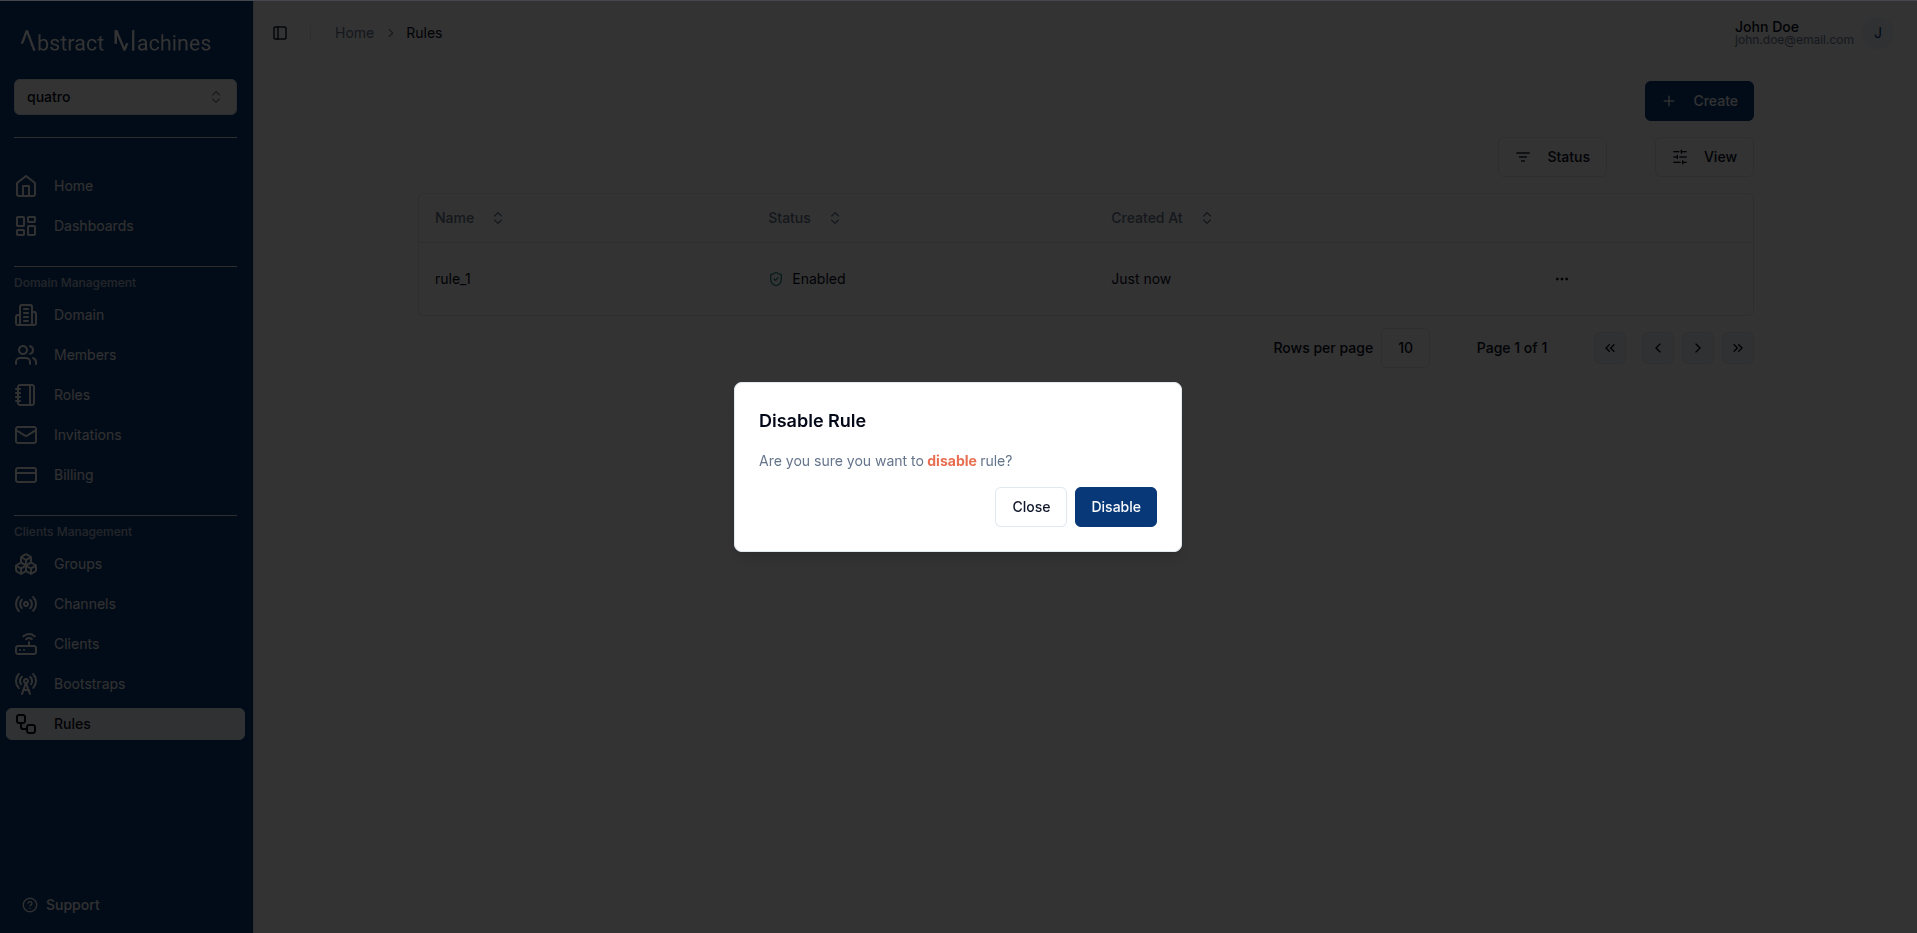 Abstract Machines
quatro
Home
Dashboards
Domain Management
Domain
Members
Roles
Invitations
Billing
Clients Management
Groups
Channels
Clients
Bootstraps
Rules
Support
Home > Rules
John Doe
john.doe@email.com
J
+ Create
Status View
Name Status Created At
rule_1 Enabled Just now ...
Rows per page 10 Page 1 of 1
Disable Rule
Are you sure you want to disable rule?
Close Disable